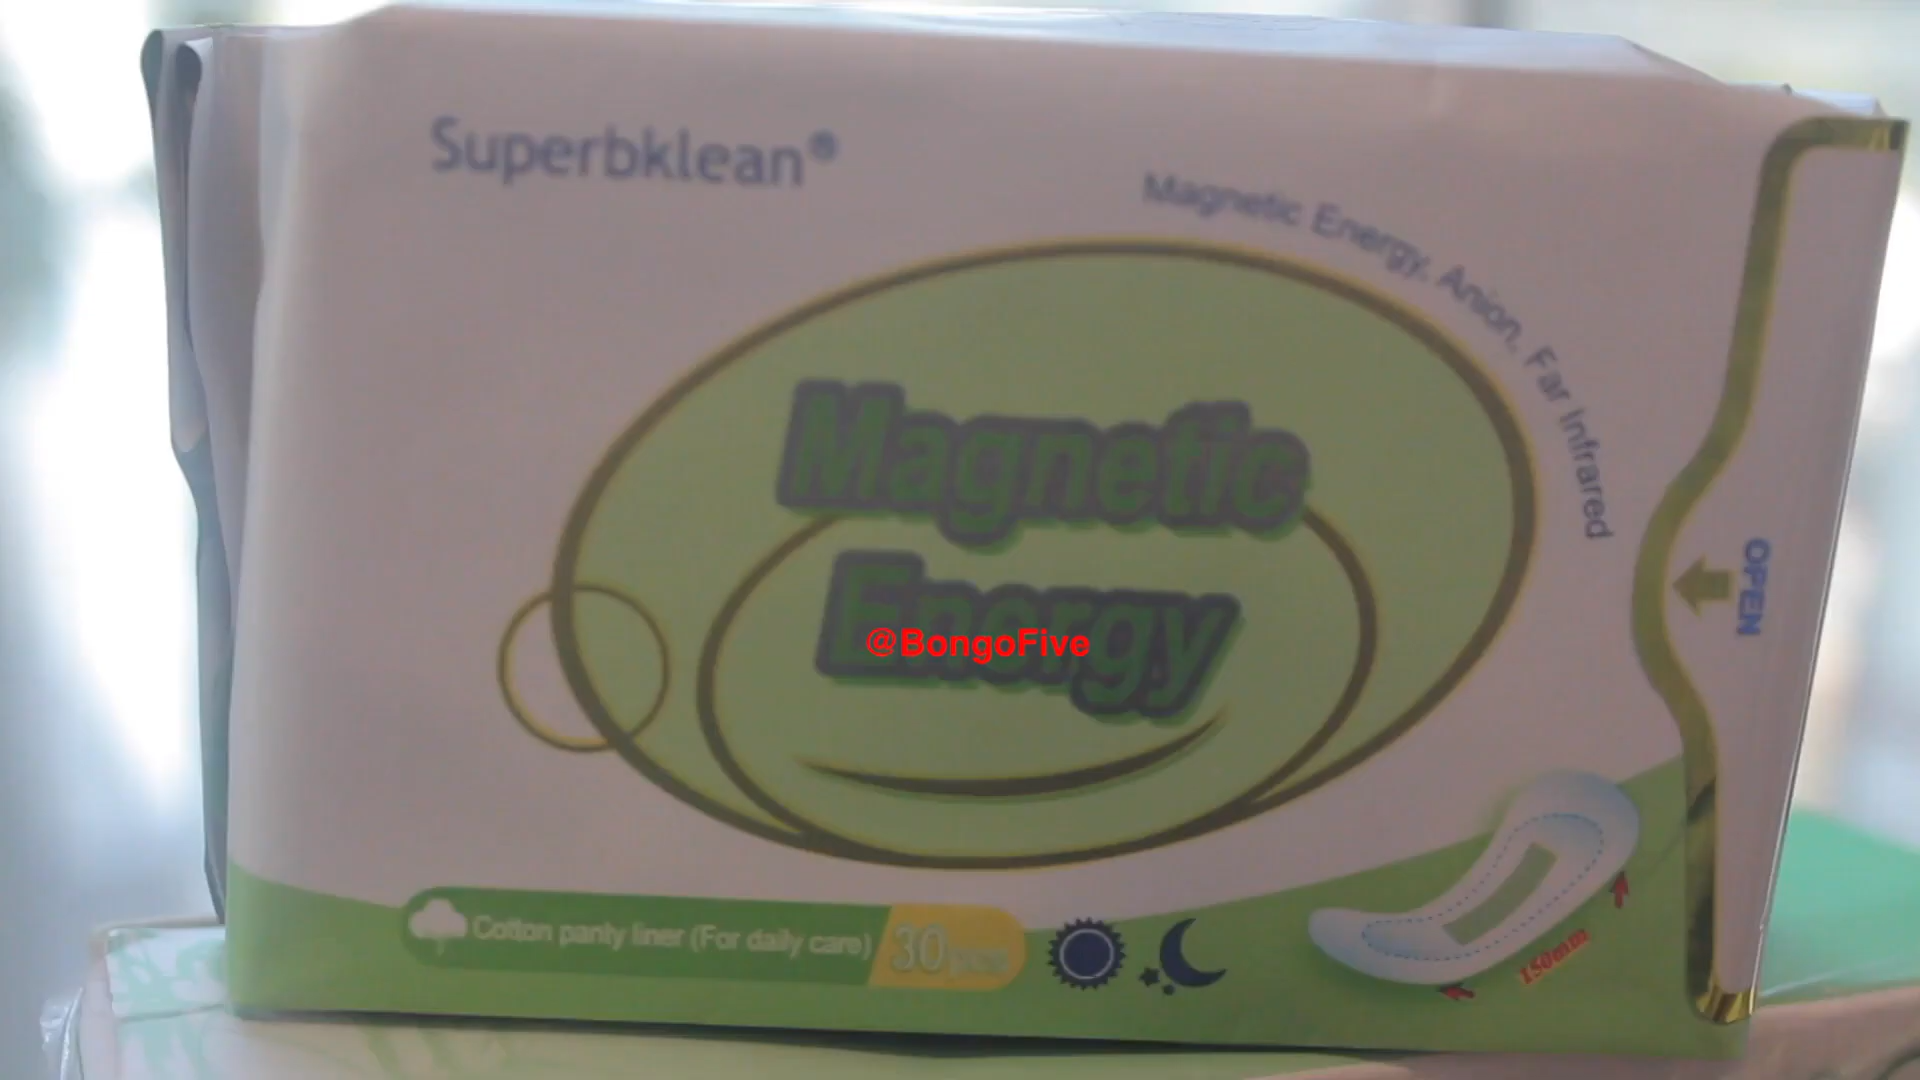 Superbklean®
Magnetic Energy, Anion, Far Infrared
Magnetic
Energy
@BongoFive
OPEN
Cotton panty liner (For daily care)
30pcs
150mm